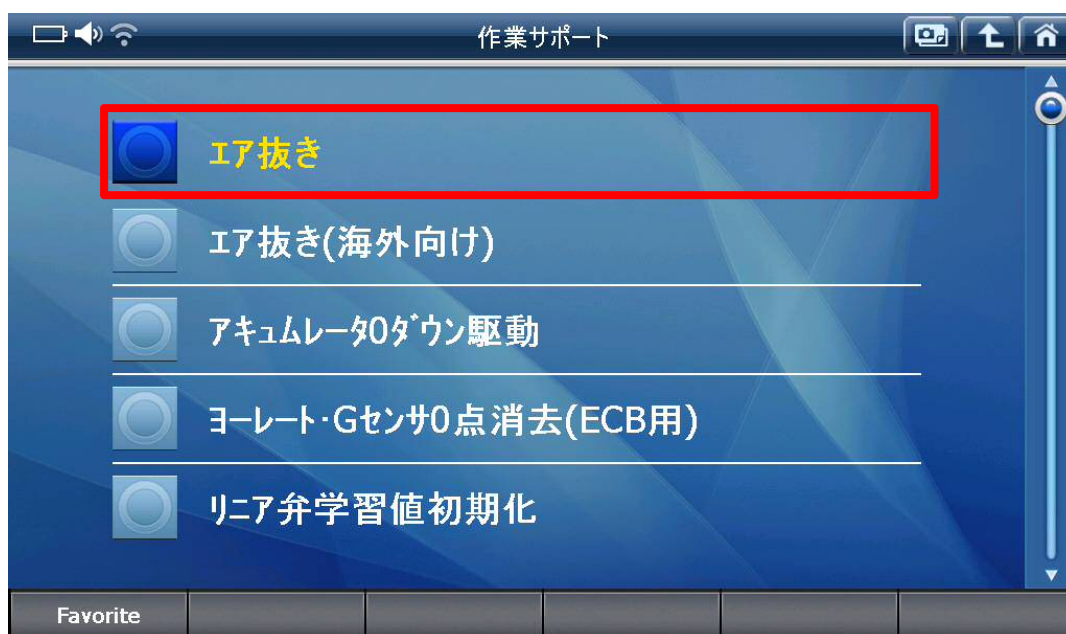 作業サポート
エア抜き
エア抜き(海外向け)
アキュムレータ0ダウン駆動
ヨーレート･Gセンサ0点消去(ECB用)
リニア弁学習値初期化
Favorite